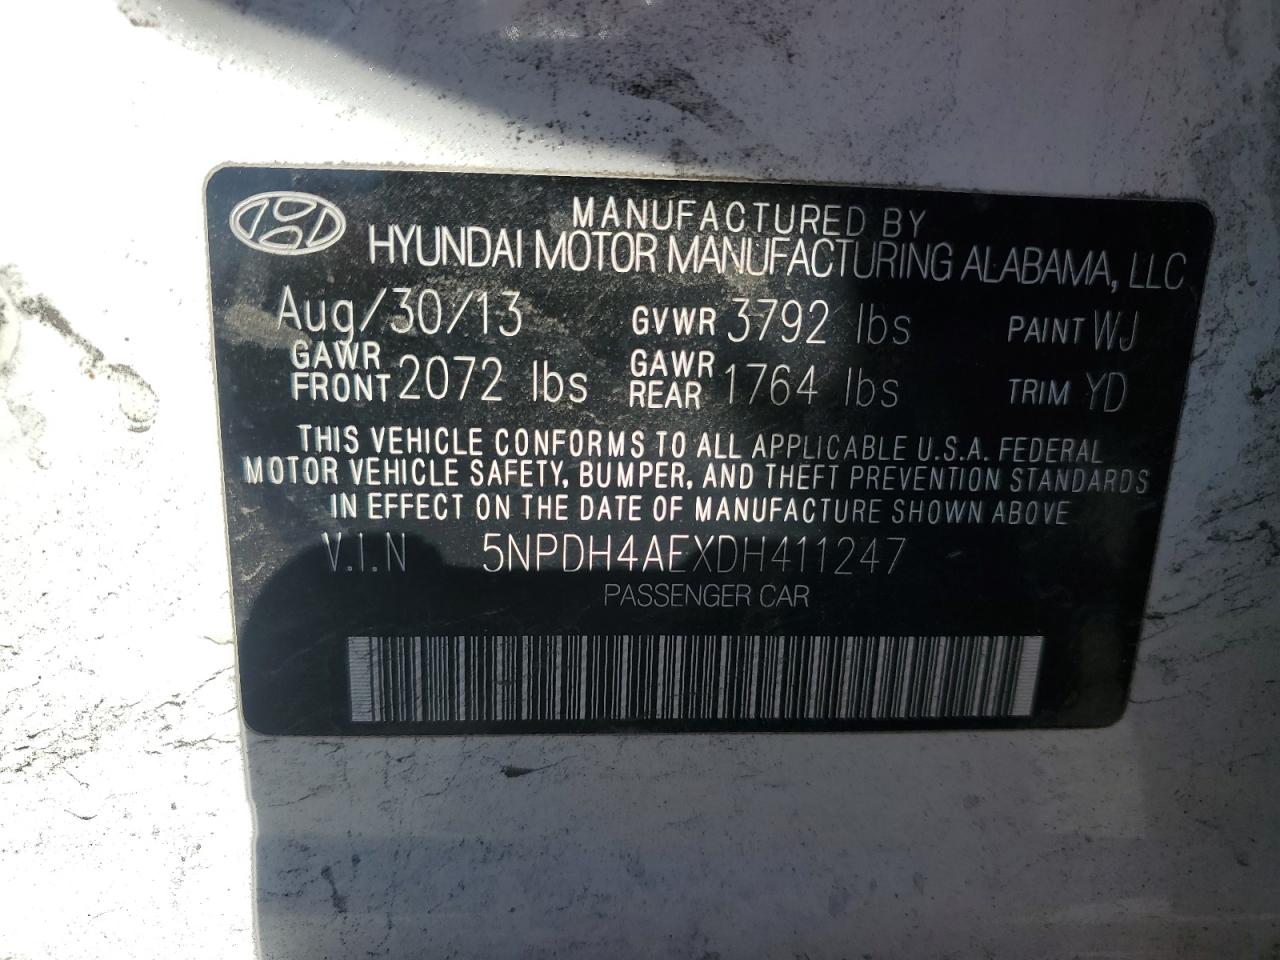 MANUFACTURED BY
HYUNDAI MOTOR MANUFACTURING ALABAMA, LLC
Aug/30/13 GVWR 3792 lbs PAINT WJ
GAWR FRONT 2072 lbs GAWR REAR 1764 lbs TRIM YD
THIS VEHICLE CONFORMS TO ALL APPLICABLE U.S.A. FEDERAL
MOTOR VEHICLE SAFETY, BUMPER, AND THEFT PREVENTION STANDARDS
IN EFFECT ON THE DATE OF MANUFACTURE SHOWN ABOVE
V.I.N 5NPDH4AEXDH411247
PASSENGER CAR